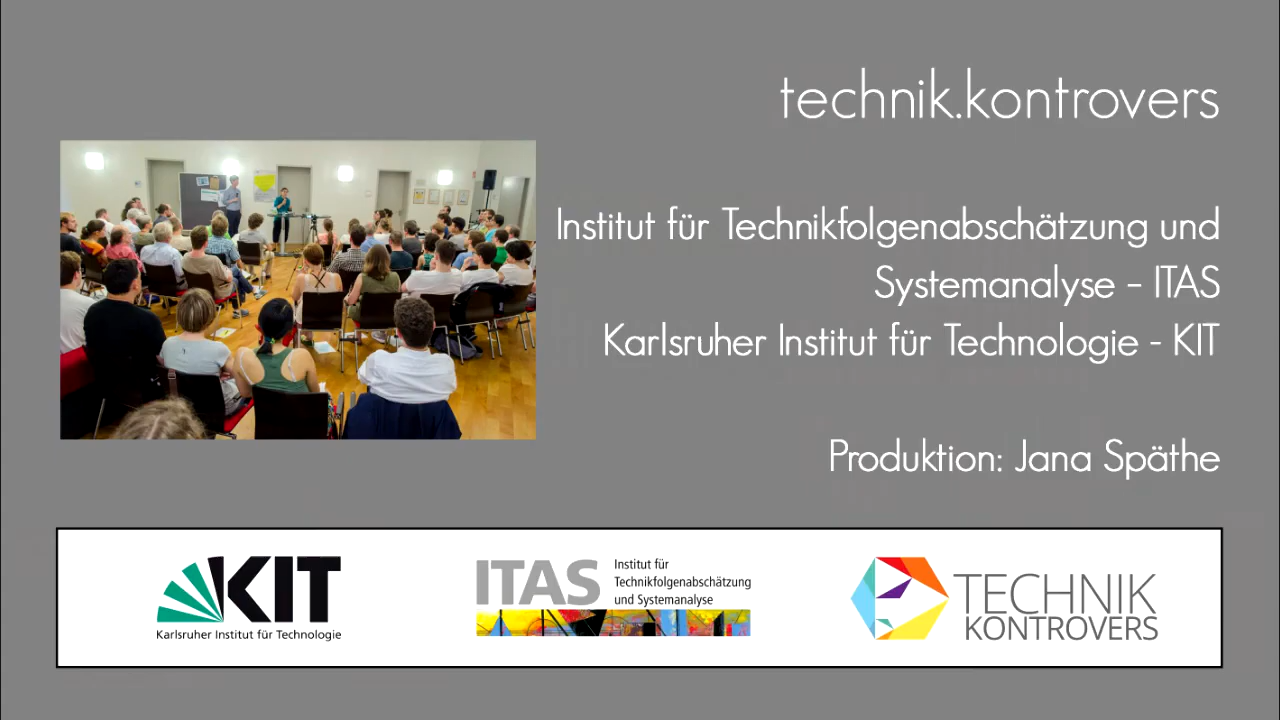 technik.kontrovers
Institut für Technikfolgenabschätzung und
Systemanalyse – ITAS
Karlsruher Institut für Technologie - KIT
Produktion: Jana Späthe
KIT
Karlsruher Institut für Technologie
ITAS
Institut für
Technikfolgenabschätzung
und Systemanalyse
TECHNIK
KONTROVERS